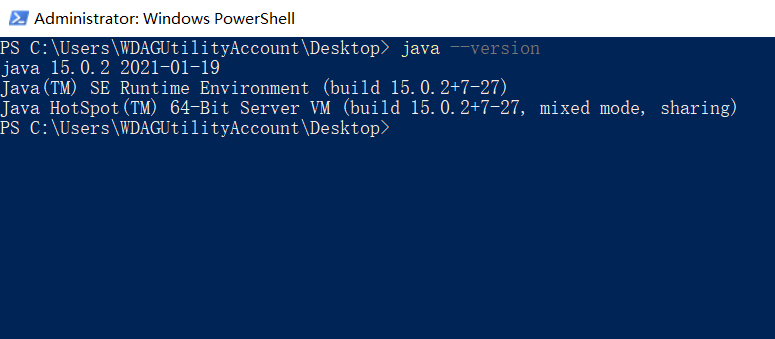 Administrator: Windows PowerShell
PS C:\Users\WDAGUtilityAccount\Desktop> java --version
java 15.0.2 2021-01-19
Java(TM) SE Runtime Environment (build 15.0.2+7-27)
Java HotSpot(TM) 64-Bit Server VM (build 15.0.2+7-27, mixed mode, sharing)
PS C:\Users\WDAGUtilityAccount\Desktop>